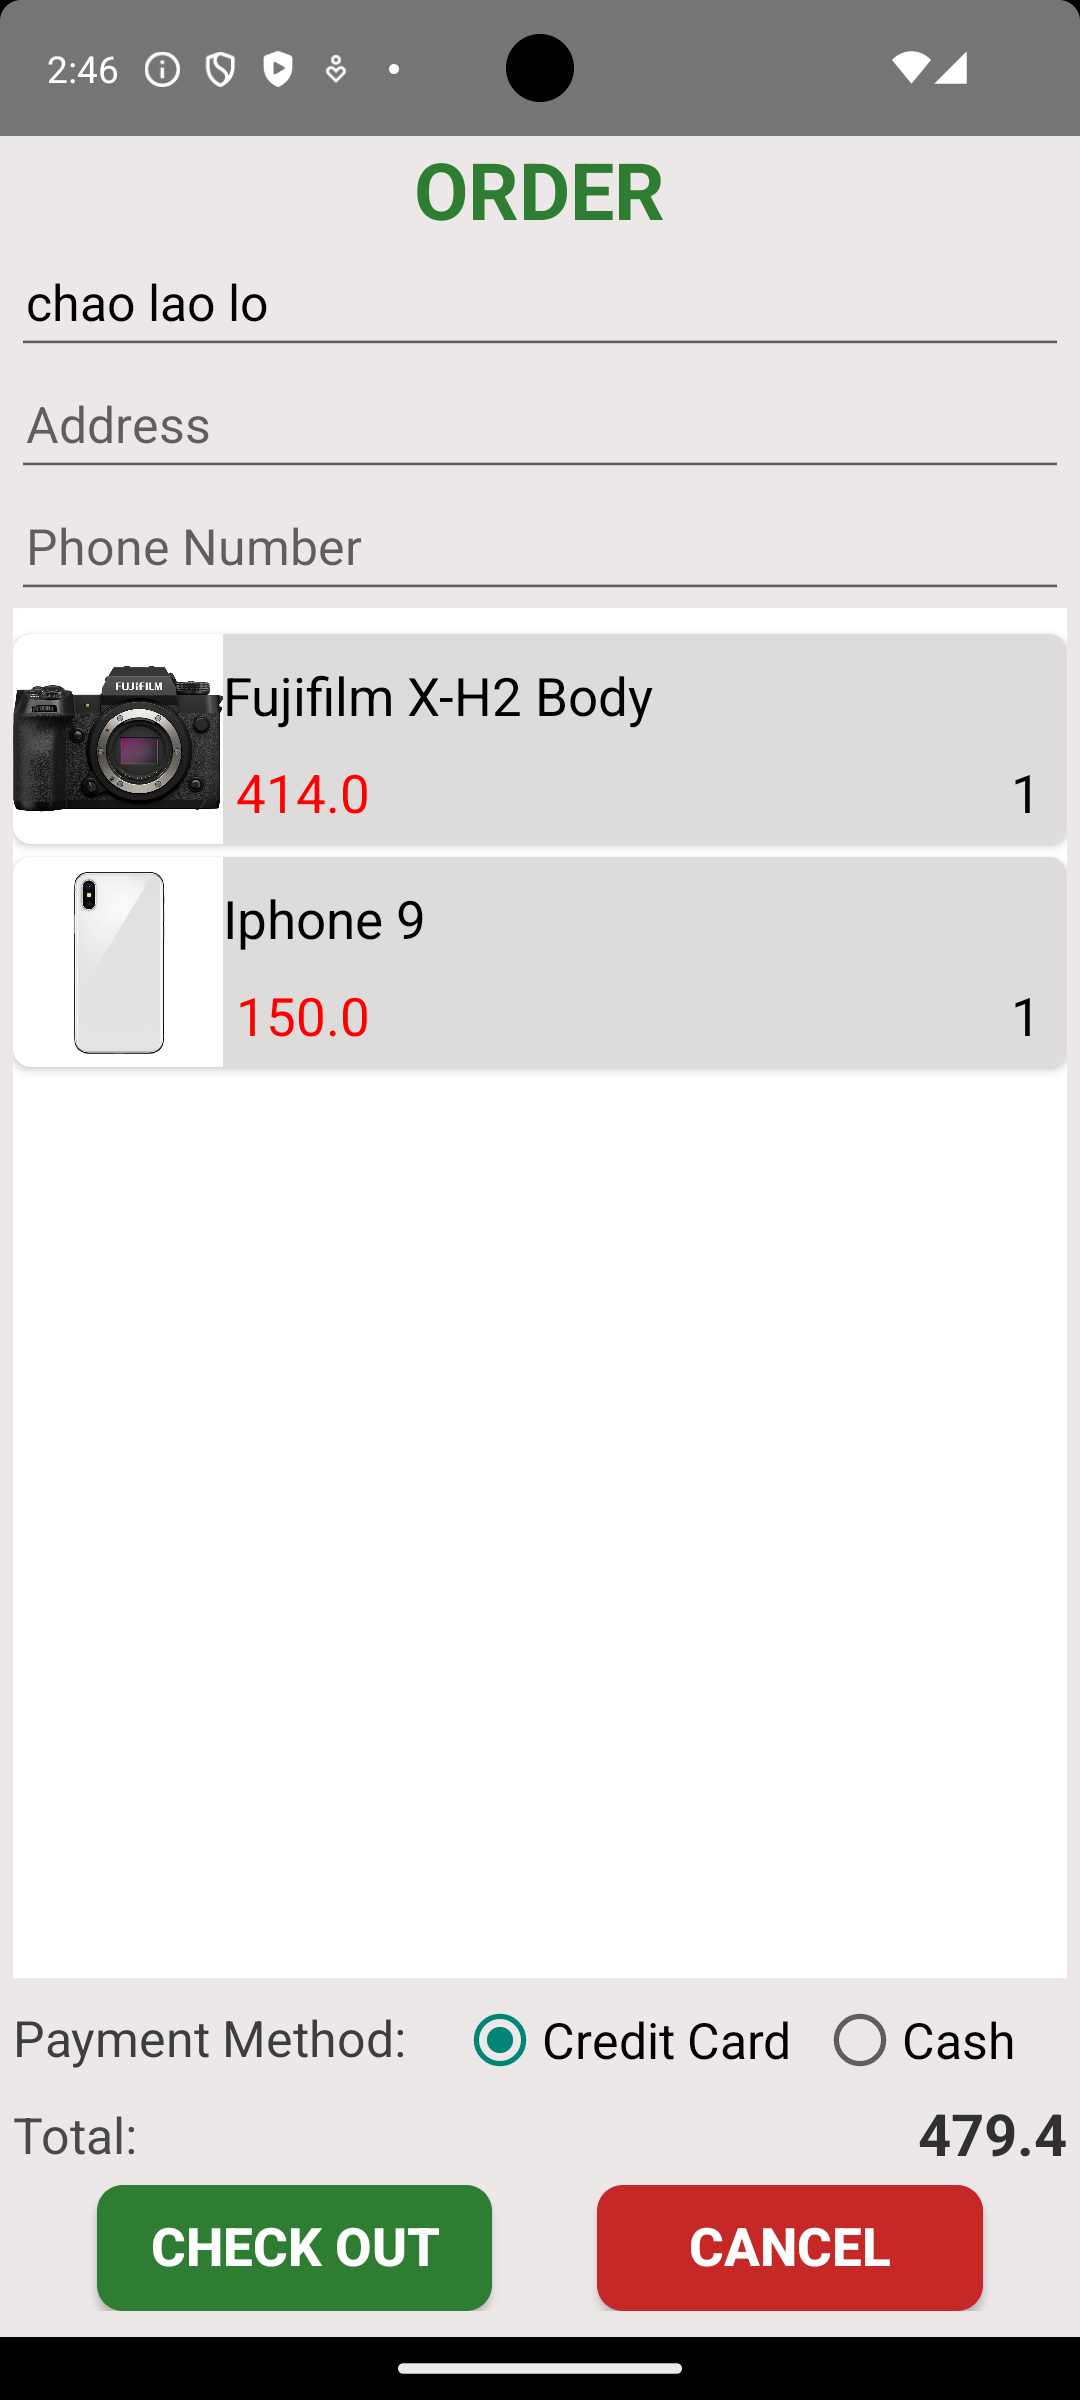 2:46
ORDER
chao lao lo
Address
Phone Number
FUJIFILM
Fujifilm X-H2 Body
414.0 1
Iphone 9
150.0 1
Payment Method: Credit Card Cash
Total: 479.4
CHECK OUT CANCEL